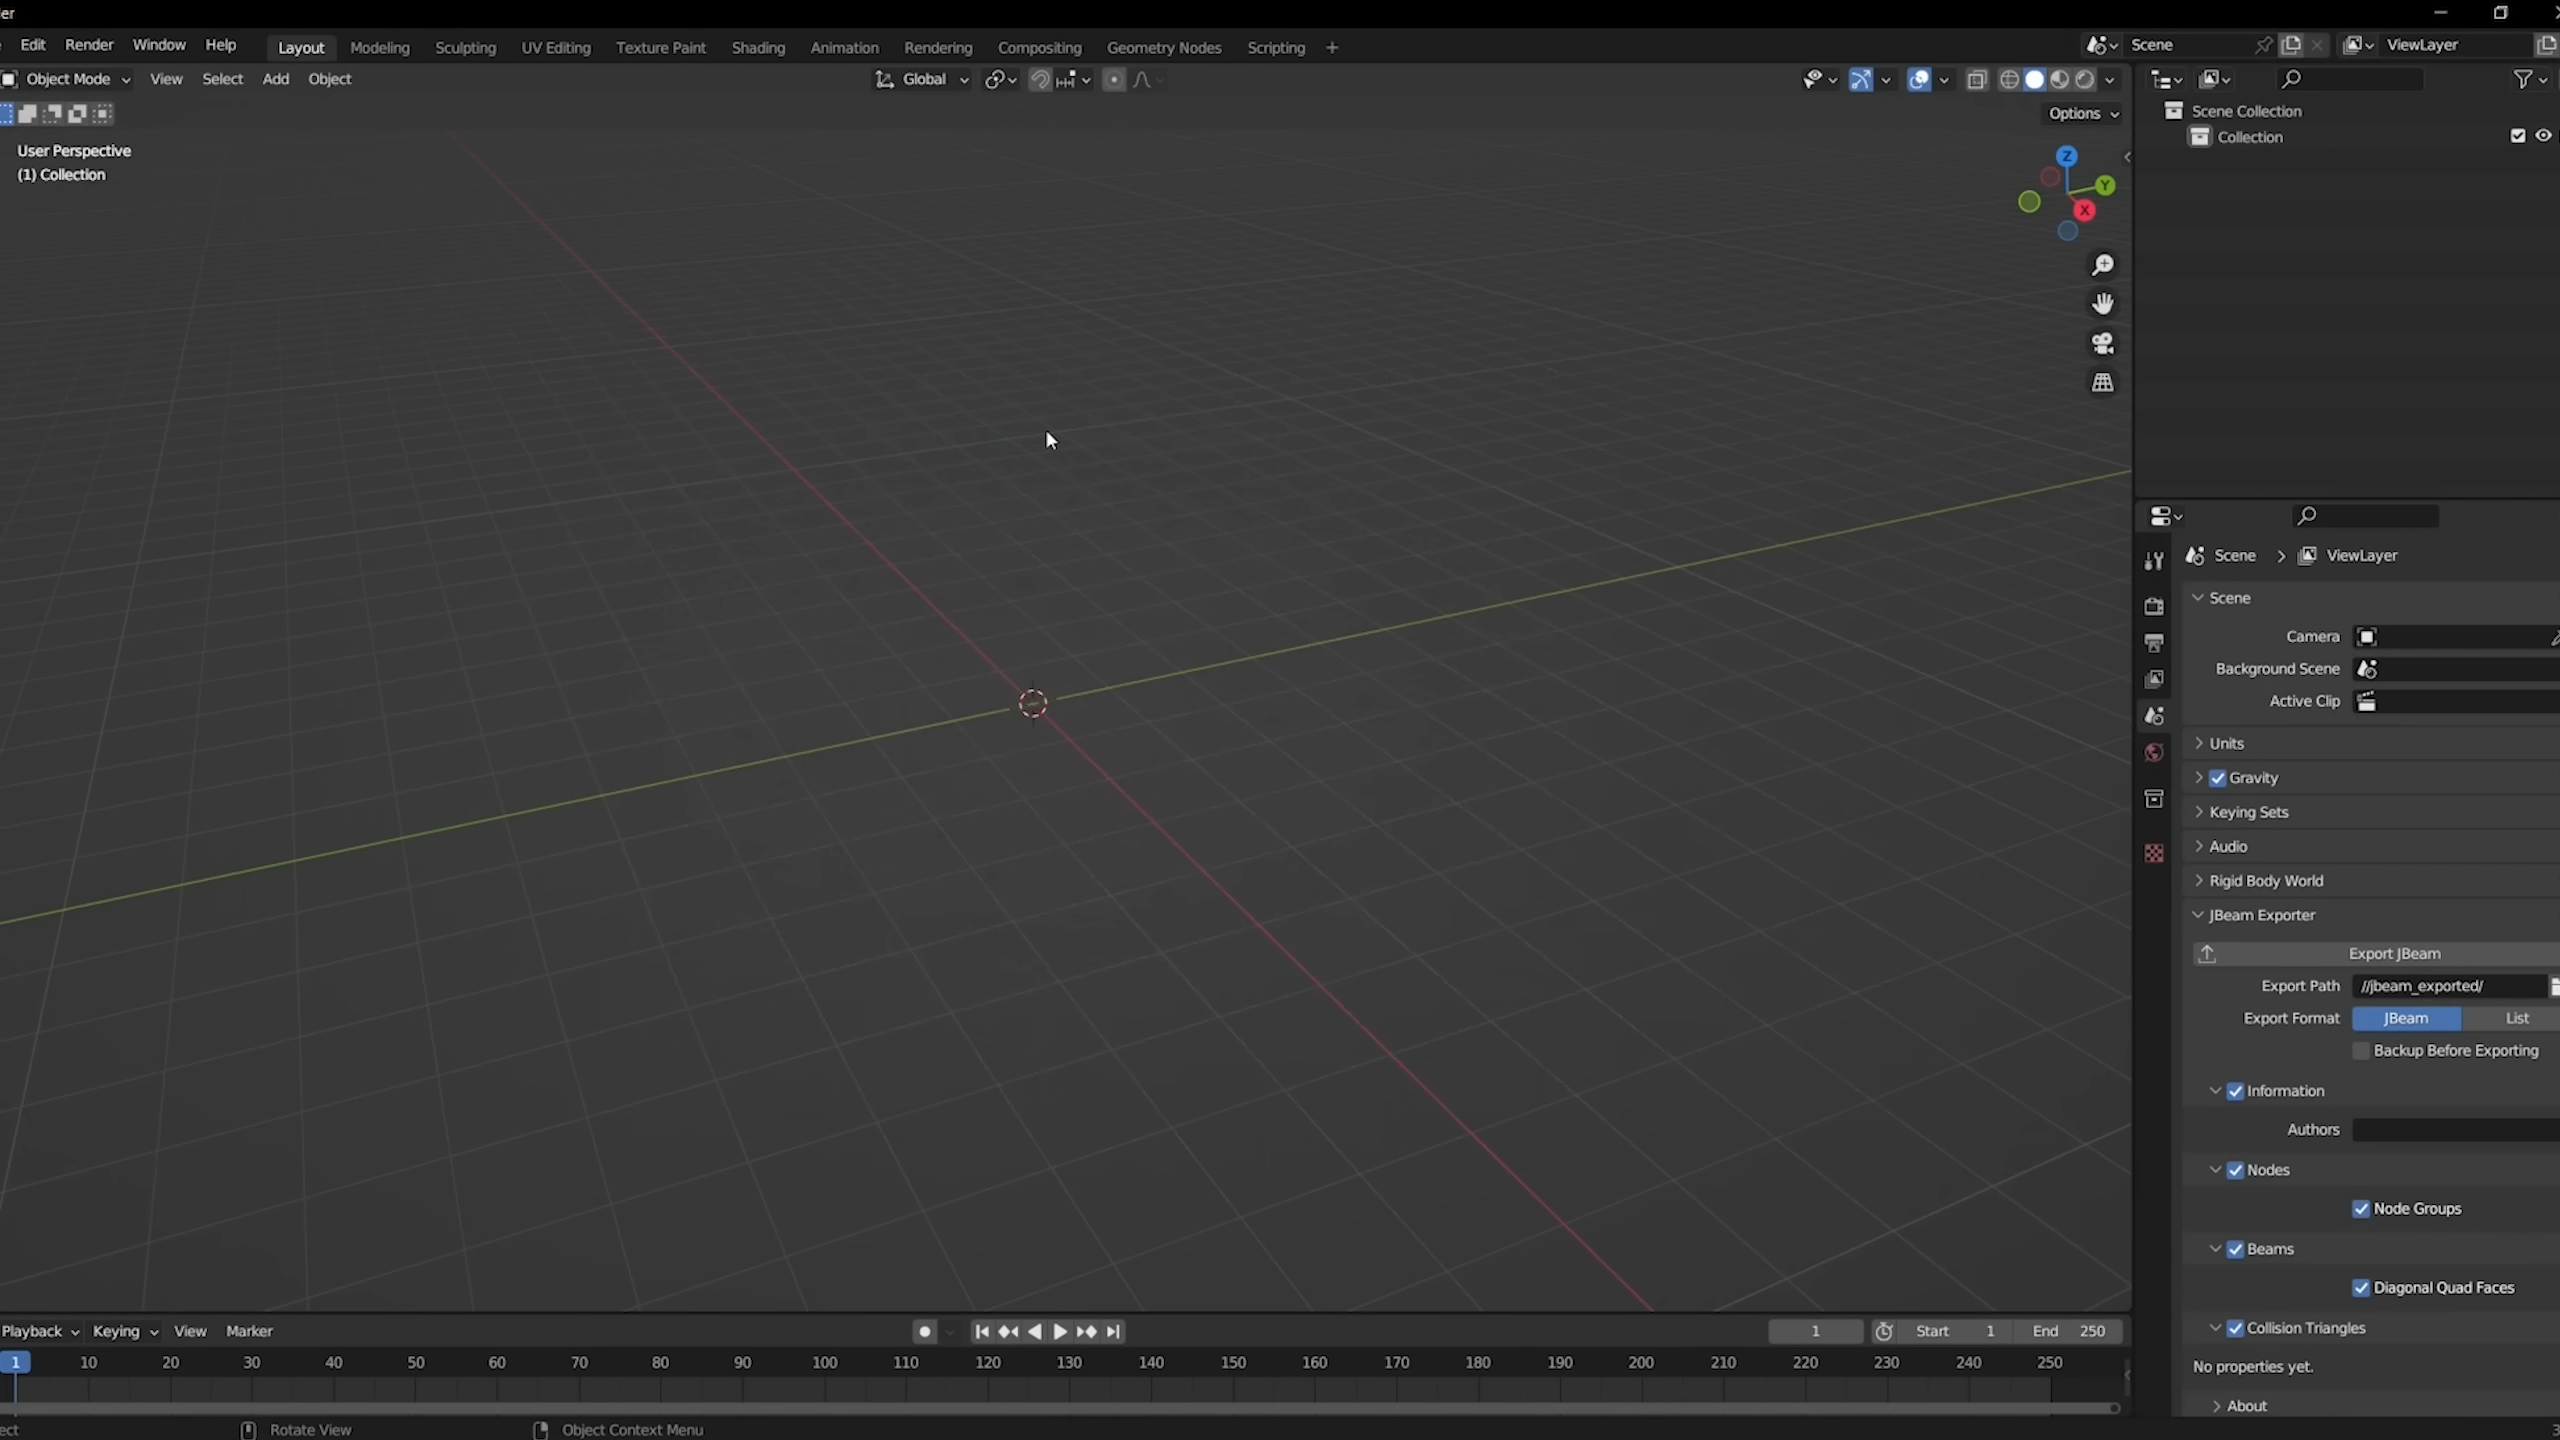 er
Edit Render Window Help Layout Modeling Sculpting UV Editing Texture Paint Shading Animation Rendering Compositing Geometry Nodes Scripting + Scene ViewLayer
Object Mode View Select Add Object Global
Options
User Perspective
(1) Collection
Z
Y
X
Scene Collection
Collection
Scene > ViewLayer
Scene
Camera
Background Scene
Active Clip
Units
Gravity
Keying Sets
Audio
Rigid Body World
JBeam Exporter
Export JBeam
Export Path //jbeam_exported/
Export Format JBeam List
Backup Before Exporting
Information
Authors
Nodes
Node Groups
Beams
Diagonal Quad Faces
Collision Triangles
No properties yet.
About
Playback Keying View Marker 1 Start 1 End 250
1 10 20 30 40 50 60 70 80 90 100 110 120 130 140 150 160 170 180 190 200 210 220 230 240 250
ect Rotate View Object Context Menu